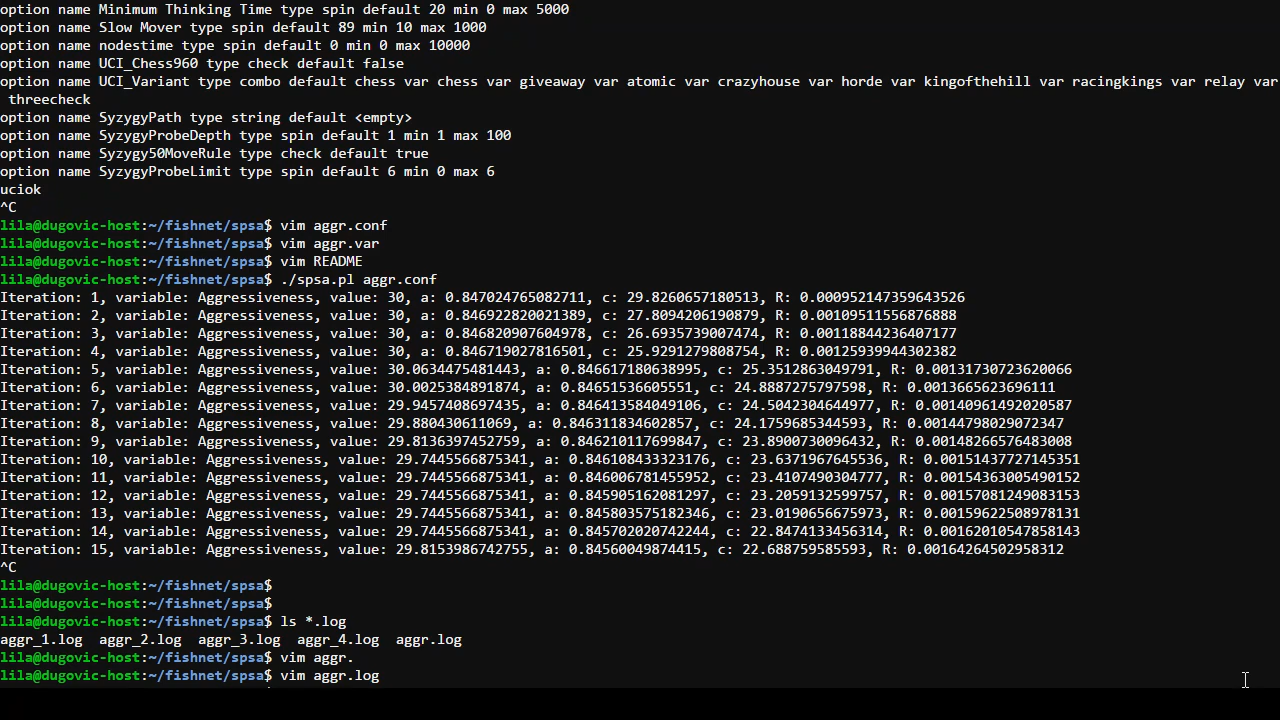 option name Minimum Thinking Time type spin default 20 min 0 max 5000
option name Slow Mover type spin default 89 min 10 max 1000
option name nodestime type spin default 0 min 0 max 10000
option name UCI_Chess960 type check default false
option name UCI_Variant type combo default chess var chess var giveaway var atomic var crazyhouse var horde var kingofthehill var racingkings var relay var
 threecheck
option name SyzygyPath type string default <empty>
option name SyzygyProbeDepth type spin default 1 min 1 max 100
option name Syzygy50MoveRule type check default true
option name SyzygyProbeLimit type spin default 6 min 0 max 6
uciok
^C
lila@dugovic-host:~/fishnet/spsa$ vim aggr.conf
lila@dugovic-host:~/fishnet/spsa$ vim aggr.var
lila@dugovic-host:~/fishnet/spsa$ vim README
lila@dugovic-host:~/fishnet/spsa$ ./spsa.pl aggr.conf
Iteration: 1, variable: Aggressiveness, value: 30, a: 0.847024765082711, c: 29.8260657180513, R: 0.000952147359643526
Iteration: 2, variable: Aggressiveness, value: 30, a: 0.846922820021389, c: 27.8094206190879, R: 0.00109511556876888
Iteration: 3, variable: Aggressiveness, value: 30, a: 0.846820907604978, c: 26.6935739007474, R: 0.00118844236407177
Iteration: 4, variable: Aggressiveness, value: 30, a: 0.846719027816501, c: 25.9291279808754, R: 0.00125939944302382
Iteration: 5, variable: Aggressiveness, value: 30.0634475481443, a: 0.846617180638995, c: 25.3512863049791, R: 0.00131730723620066
Iteration: 6, variable: Aggressiveness, value: 30.0025384891874, a: 0.84651536605551, c: 24.8887275797598, R: 0.0013665623696111
Iteration: 7, variable: Aggressiveness, value: 29.9457408697435, a: 0.846413584049106, c: 24.5042304644977, R: 0.00140961492020587
Iteration: 8, variable: Aggressiveness, value: 29.880430611069, a: 0.846311834602857, c: 24.1759685344593, R: 0.00144798029072347
Iteration: 9, variable: Aggressiveness, value: 29.8136397452759, a: 0.846210117699847, c: 23.8900730096432, R: 0.00148266576483008
Iteration: 10, variable: Aggressiveness, value: 29.7445566875341, a: 0.846108433323176, c: 23.6371967645536, R: 0.00151437727145351
Iteration: 11, variable: Aggressiveness, value: 29.7445566875341, a: 0.846006781455952, c: 23.4107490304777, R: 0.00154363005490152
Iteration: 12, variable: Aggressiveness, value: 29.7445566875341, a: 0.845905162081297, c: 23.2059132599757, R: 0.00157081249083153
Iteration: 13, variable: Aggressiveness, value: 29.7445566875341, a: 0.845803575182346, c: 23.0190656675973, R: 0.00159622508978131
Iteration: 14, variable: Aggressiveness, value: 29.7445566875341, a: 0.845702020742244, c: 22.8474133456314, R: 0.00162010547858143
Iteration: 15, variable: Aggressiveness, value: 29.8153986742755, a: 0.84560049874415, c: 22.688759585593, R: 0.00164264502958312
^C
lila@dugovic-host:~/fishnet/spsa$
lila@dugovic-host:~/fishnet/spsa$
lila@dugovic-host:~/fishnet/spsa$ ls *.log
aggr_1.log  aggr_2.log  aggr_3.log  aggr_4.log  aggr.log
lila@dugovic-host:~/fishnet/spsa$ vim aggr.
lila@dugovic-host:~/fishnet/spsa$ vim aggr.log